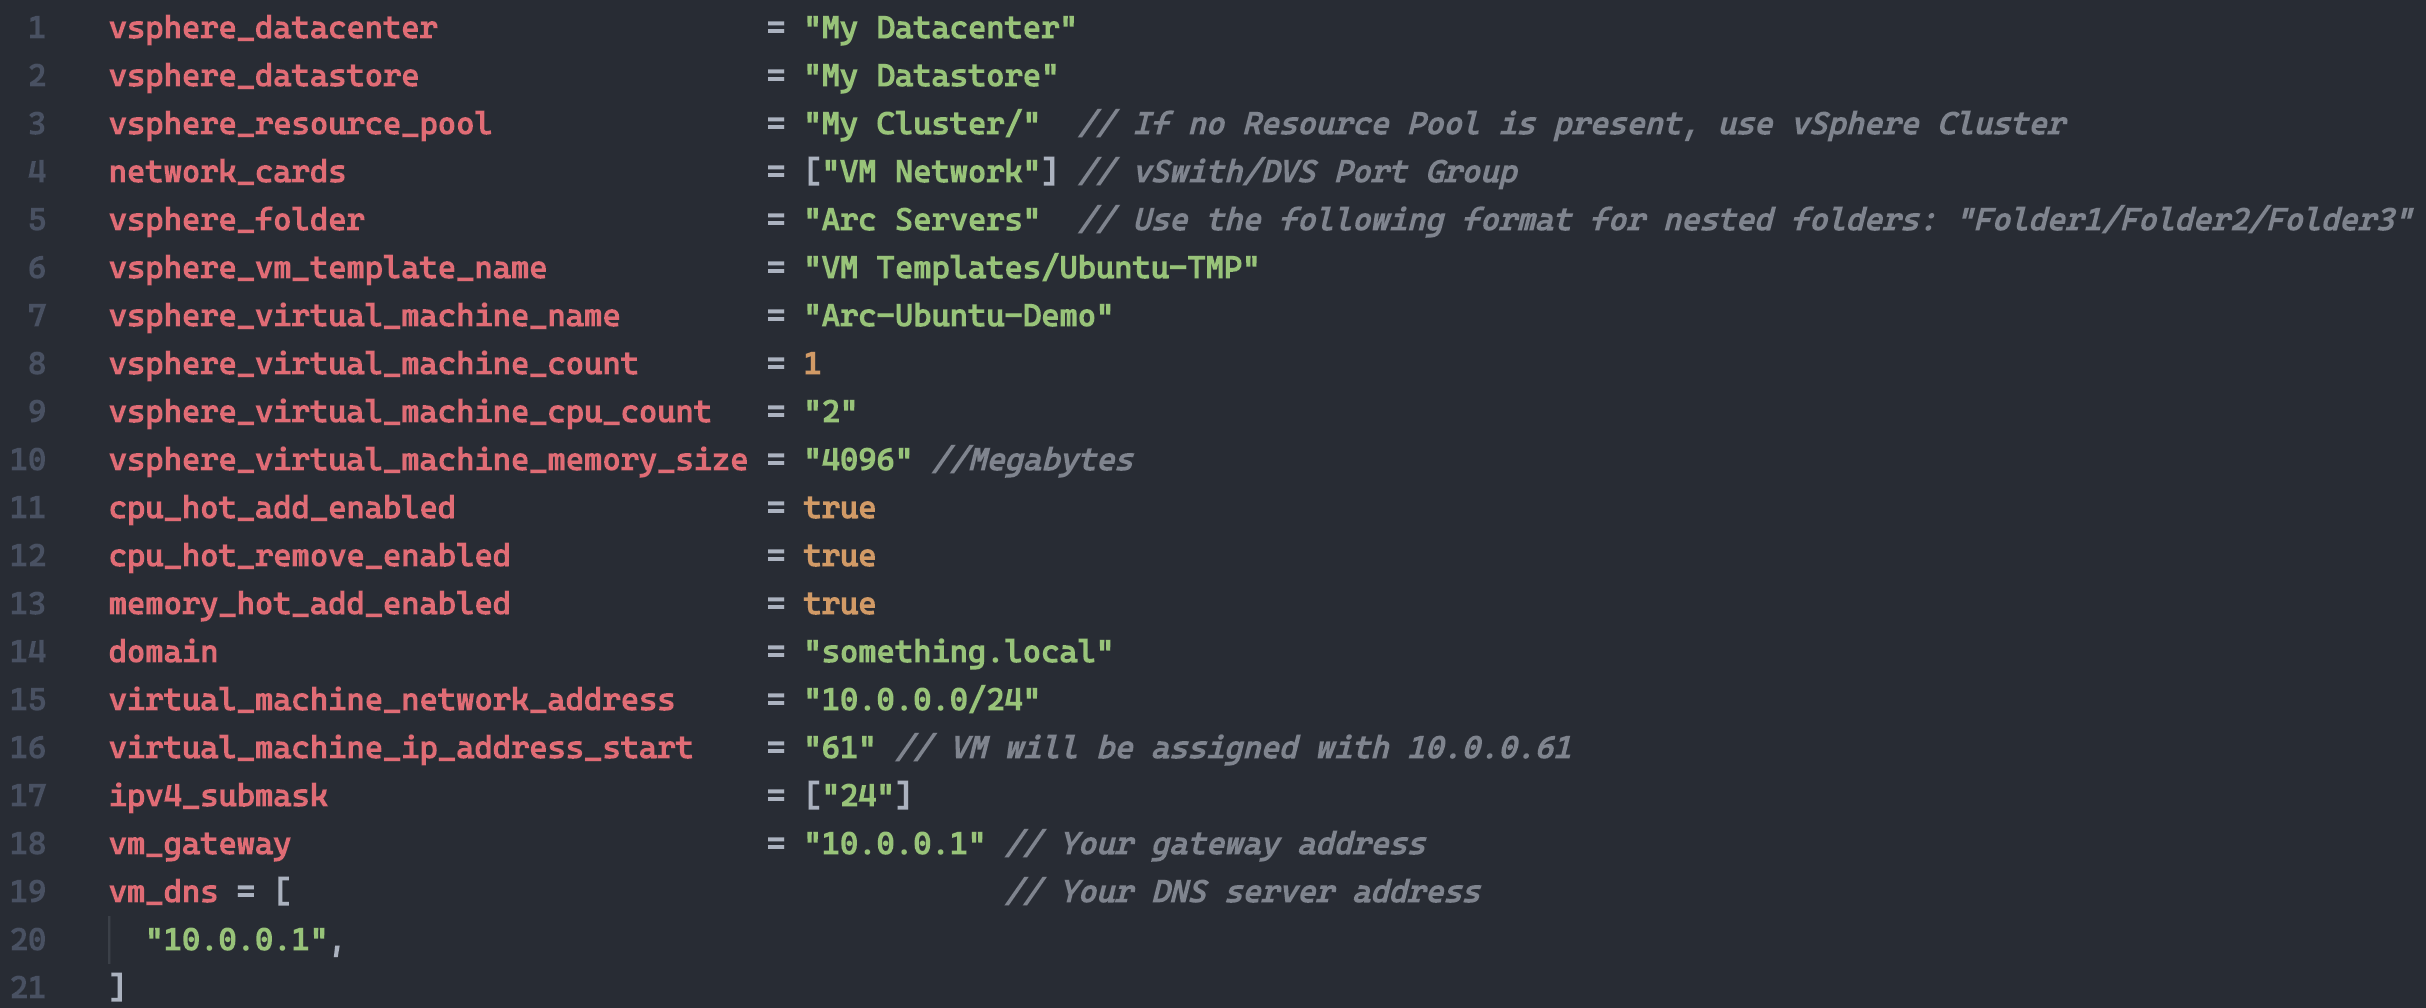 1 vsphere_datacenter = "My Datacenter"
2 vsphere_datastore = "My Datastore"
3 vsphere_resource_pool = "My Cluster/" // If no Resource Pool is present, use vSphere Cluster
4 network_cards = ["VM Network"] // vSwith/DVS Port Group
5 vsphere_folder = "Arc Servers" // Use the following format for nested folders: "Folder1/Folder2/Folder3"
6 vsphere_vm_template_name = "VM Templates/Ubuntu-TMP"
7 vsphere_virtual_machine_name = "Arc-Ubuntu-Demo"
8 vsphere_virtual_machine_count = 1
9 vsphere_virtual_machine_cpu_count = "2"
10 vsphere_virtual_machine_memory_size = "4096" //Megabytes
11 cpu_hot_add_enabled = true
12 cpu_hot_remove_enabled = true
13 memory_hot_add_enabled = true
14 domain = "something.local"
15 virtual_machine_network_address = "10.0.0.0/24"
16 virtual_machine_ip_address_start = "61" // VM will be assigned with 10.0.0.61
17 ipv4_submask = ["24"]
18 vm_gateway = "10.0.0.1" // Your gateway address
19 vm_dns = [ // Your DNS server address
20 "10.0.0.1",
21 ]